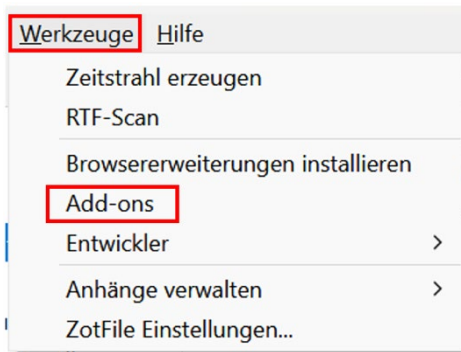 Werkzeuge Hilfe
Zeitstrahl erzeugen
RTF-Scan
Browsererweiterungen installieren
Add-ons
Entwickler
Anhänge verwalten
ZotFile Einstellungen...